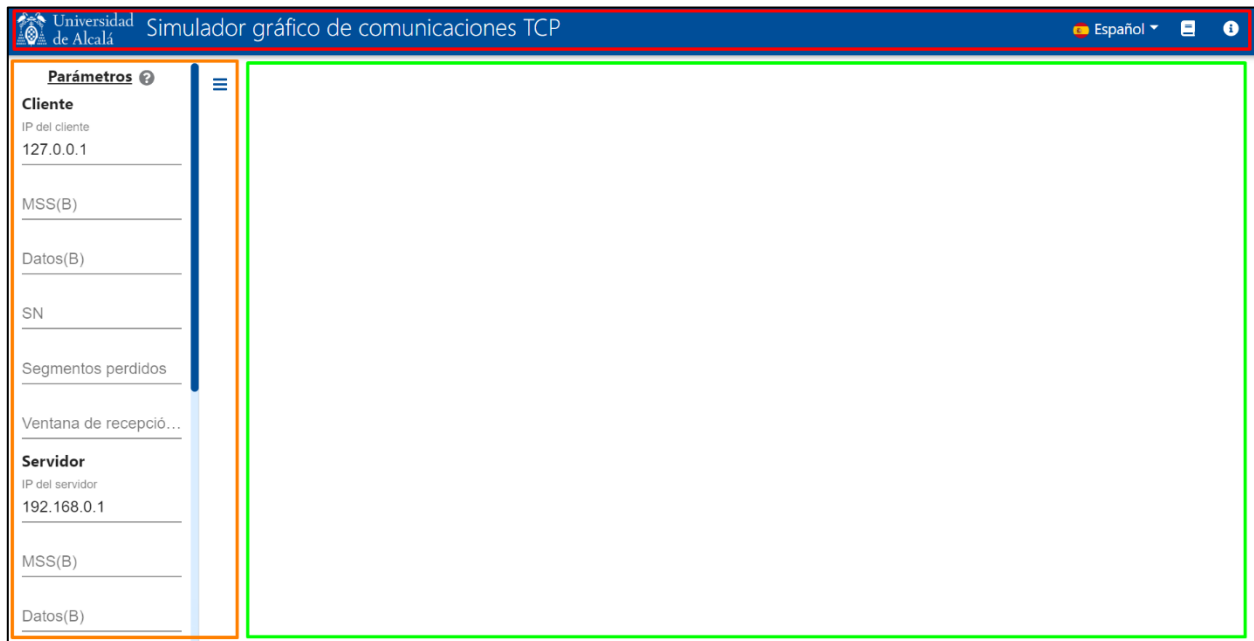 Universidad
de Alcalá
Simulador gráfico de comunicaciones TCP
Español
Parámetros
Cliente
IP del cliente
127.0.0.1
MSS(B)
Datos(B)
SN
Segmentos perdidos
Ventana de recepció...
Servidor
IP del servidor
192.168.0.1
MSS(B)
Datos(B)